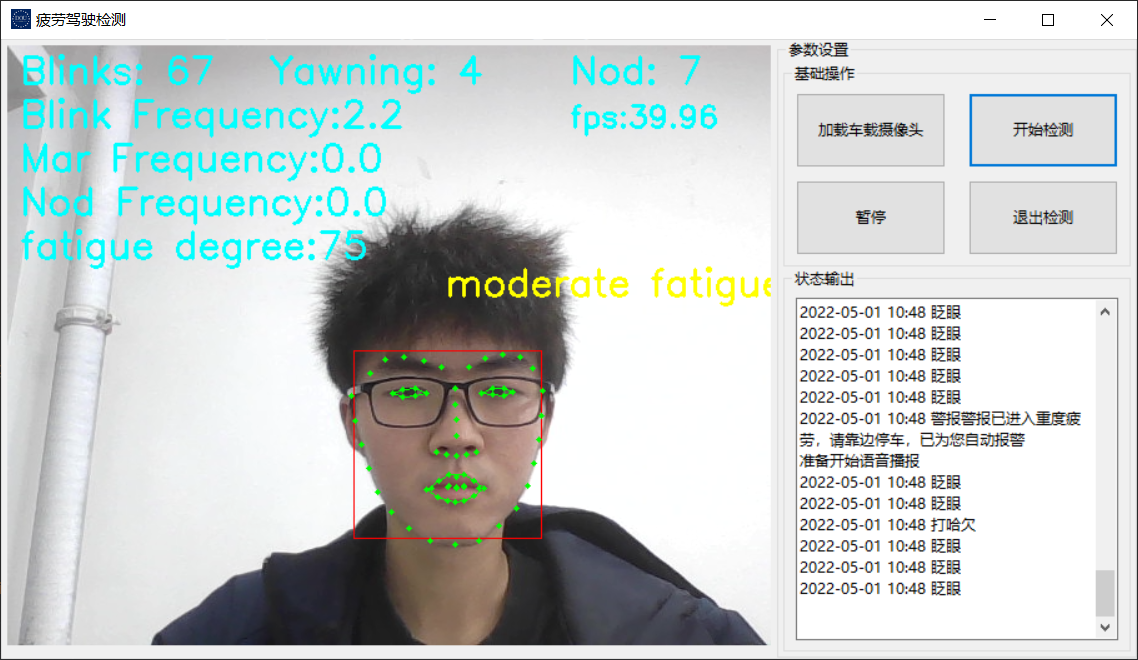 疲劳驾驶检测
Blinks: 67 Yawning: 4 Nod: 7
Blink Frequency:2.2 fps:39.96
Mar Frequency:0.0
Nod Frequency:0.0
fatigue degree:75
moderate fatigue
参数设置
基础操作
加载车载摄像头 开始检测
暂停 退出检测
状态输出
2022-05-01 10:48 眨眼
2022-05-01 10:48 眨眼
2022-05-01 10:48 眨眼
2022-05-01 10:48 眨眼
2022-05-01 10:48 眨眼
2022-05-01 10:48 警报警报已进入重度疲
劳，请靠边停车，已为您自动报警
准备开始语音播报
2022-05-01 10:48 眨眼
2022-05-01 10:48 眨眼
2022-05-01 10:48 打哈欠
2022-05-01 10:48 眨眼
2022-05-01 10:48 眨眼
2022-05-01 10:48 眨眼